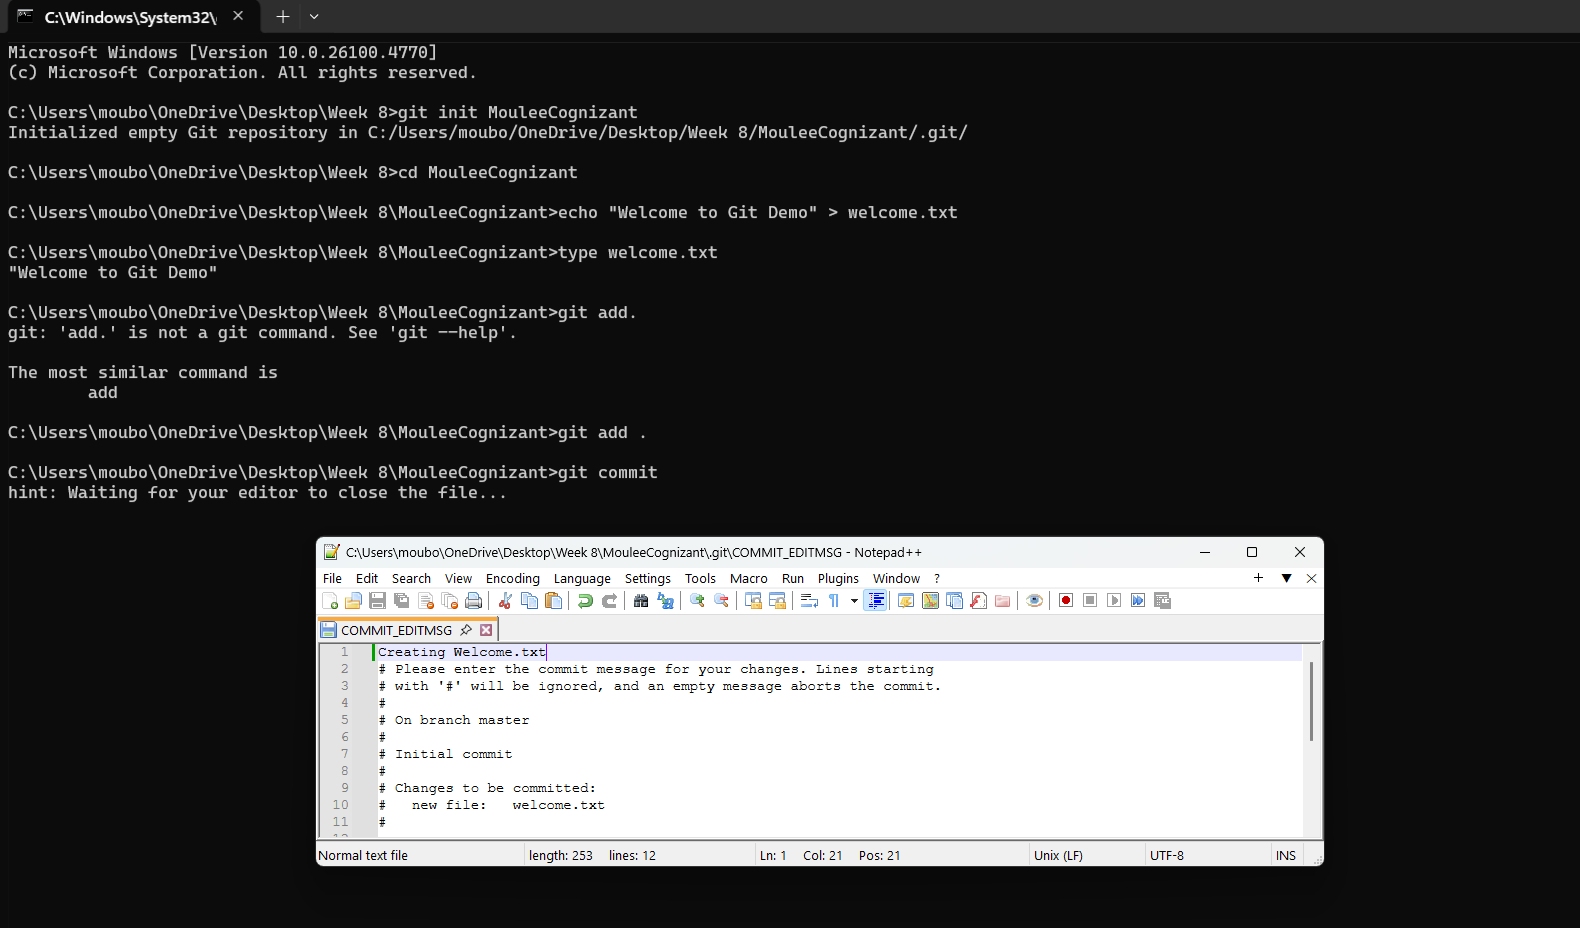 C:\Windows\System32\
Microsoft Windows [Version 10.0.26100.4770]
(c) Microsoft Corporation. All rights reserved.
C:\Users\moubo\OneDrive\Desktop\Week 8>git init MouleeCognizant
Initialized empty Git repository in C:/Users/moubo/OneDrive/Desktop/Week 8/MouleeCognizant/.git/
C:\Users\moubo\OneDrive\Desktop\Week 8>cd MouleeCognizant
C:\Users\moubo\OneDrive\Desktop\Week 8\MouleeCognizant>echo "Welcome to Git Demo" > welcome.txt
C:\Users\moubo\OneDrive\Desktop\Week 8\MouleeCognizant>type welcome.txt
"Welcome to Git Demo"
C:\Users\moubo\OneDrive\Desktop\Week 8\MouleeCognizant>git add.
git: 'add.' is not a git command. See 'git --help'.
The most similar command is
add
C:\Users\moubo\OneDrive\Desktop\Week 8\MouleeCognizant>git add .
C:\Users\moubo\OneDrive\Desktop\Week 8\MouleeCognizant>git commit
hint: Waiting for your editor to close the file...
C:\Users\moubo\OneDrive\Desktop\Week 8\MouleeCognizant\.git\COMMIT_EDITMSG - Notepad++
File Edit Search View Encoding Language Settings Tools Macro Run Plugins Window ?
COMMIT_EDITMSG
1 Creating Welcome.txt
2 # Please enter the commit message for your changes. Lines starting
3 # with '#' will be ignored, and an empty message aborts the commit.
4 #
5 # On branch master
6 #
7 # Initial commit
8 #
9 # Changes to be committed:
10 # new file: welcome.txt
11 #
Normal text file length: 253 lines: 12 Ln: 1 Col: 21 Pos: 21 Unix (LF) UTF-8 INS